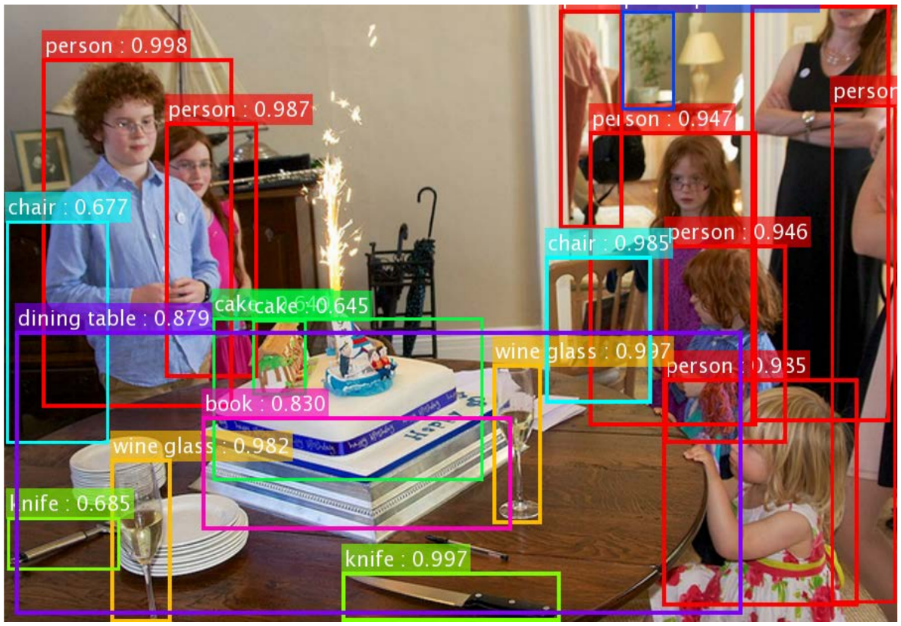 person : 0.998
person : 0.987
person : 0.947
person
chair : 0.677
person : 0.946
chair : 0.985
cake
cake : 0.645
dining table : 0.879
wine glass : 0.997
person : 0.985
book : 0.830
Happy
wine glass : 0.982
knife : 0.685
knife : 0.997